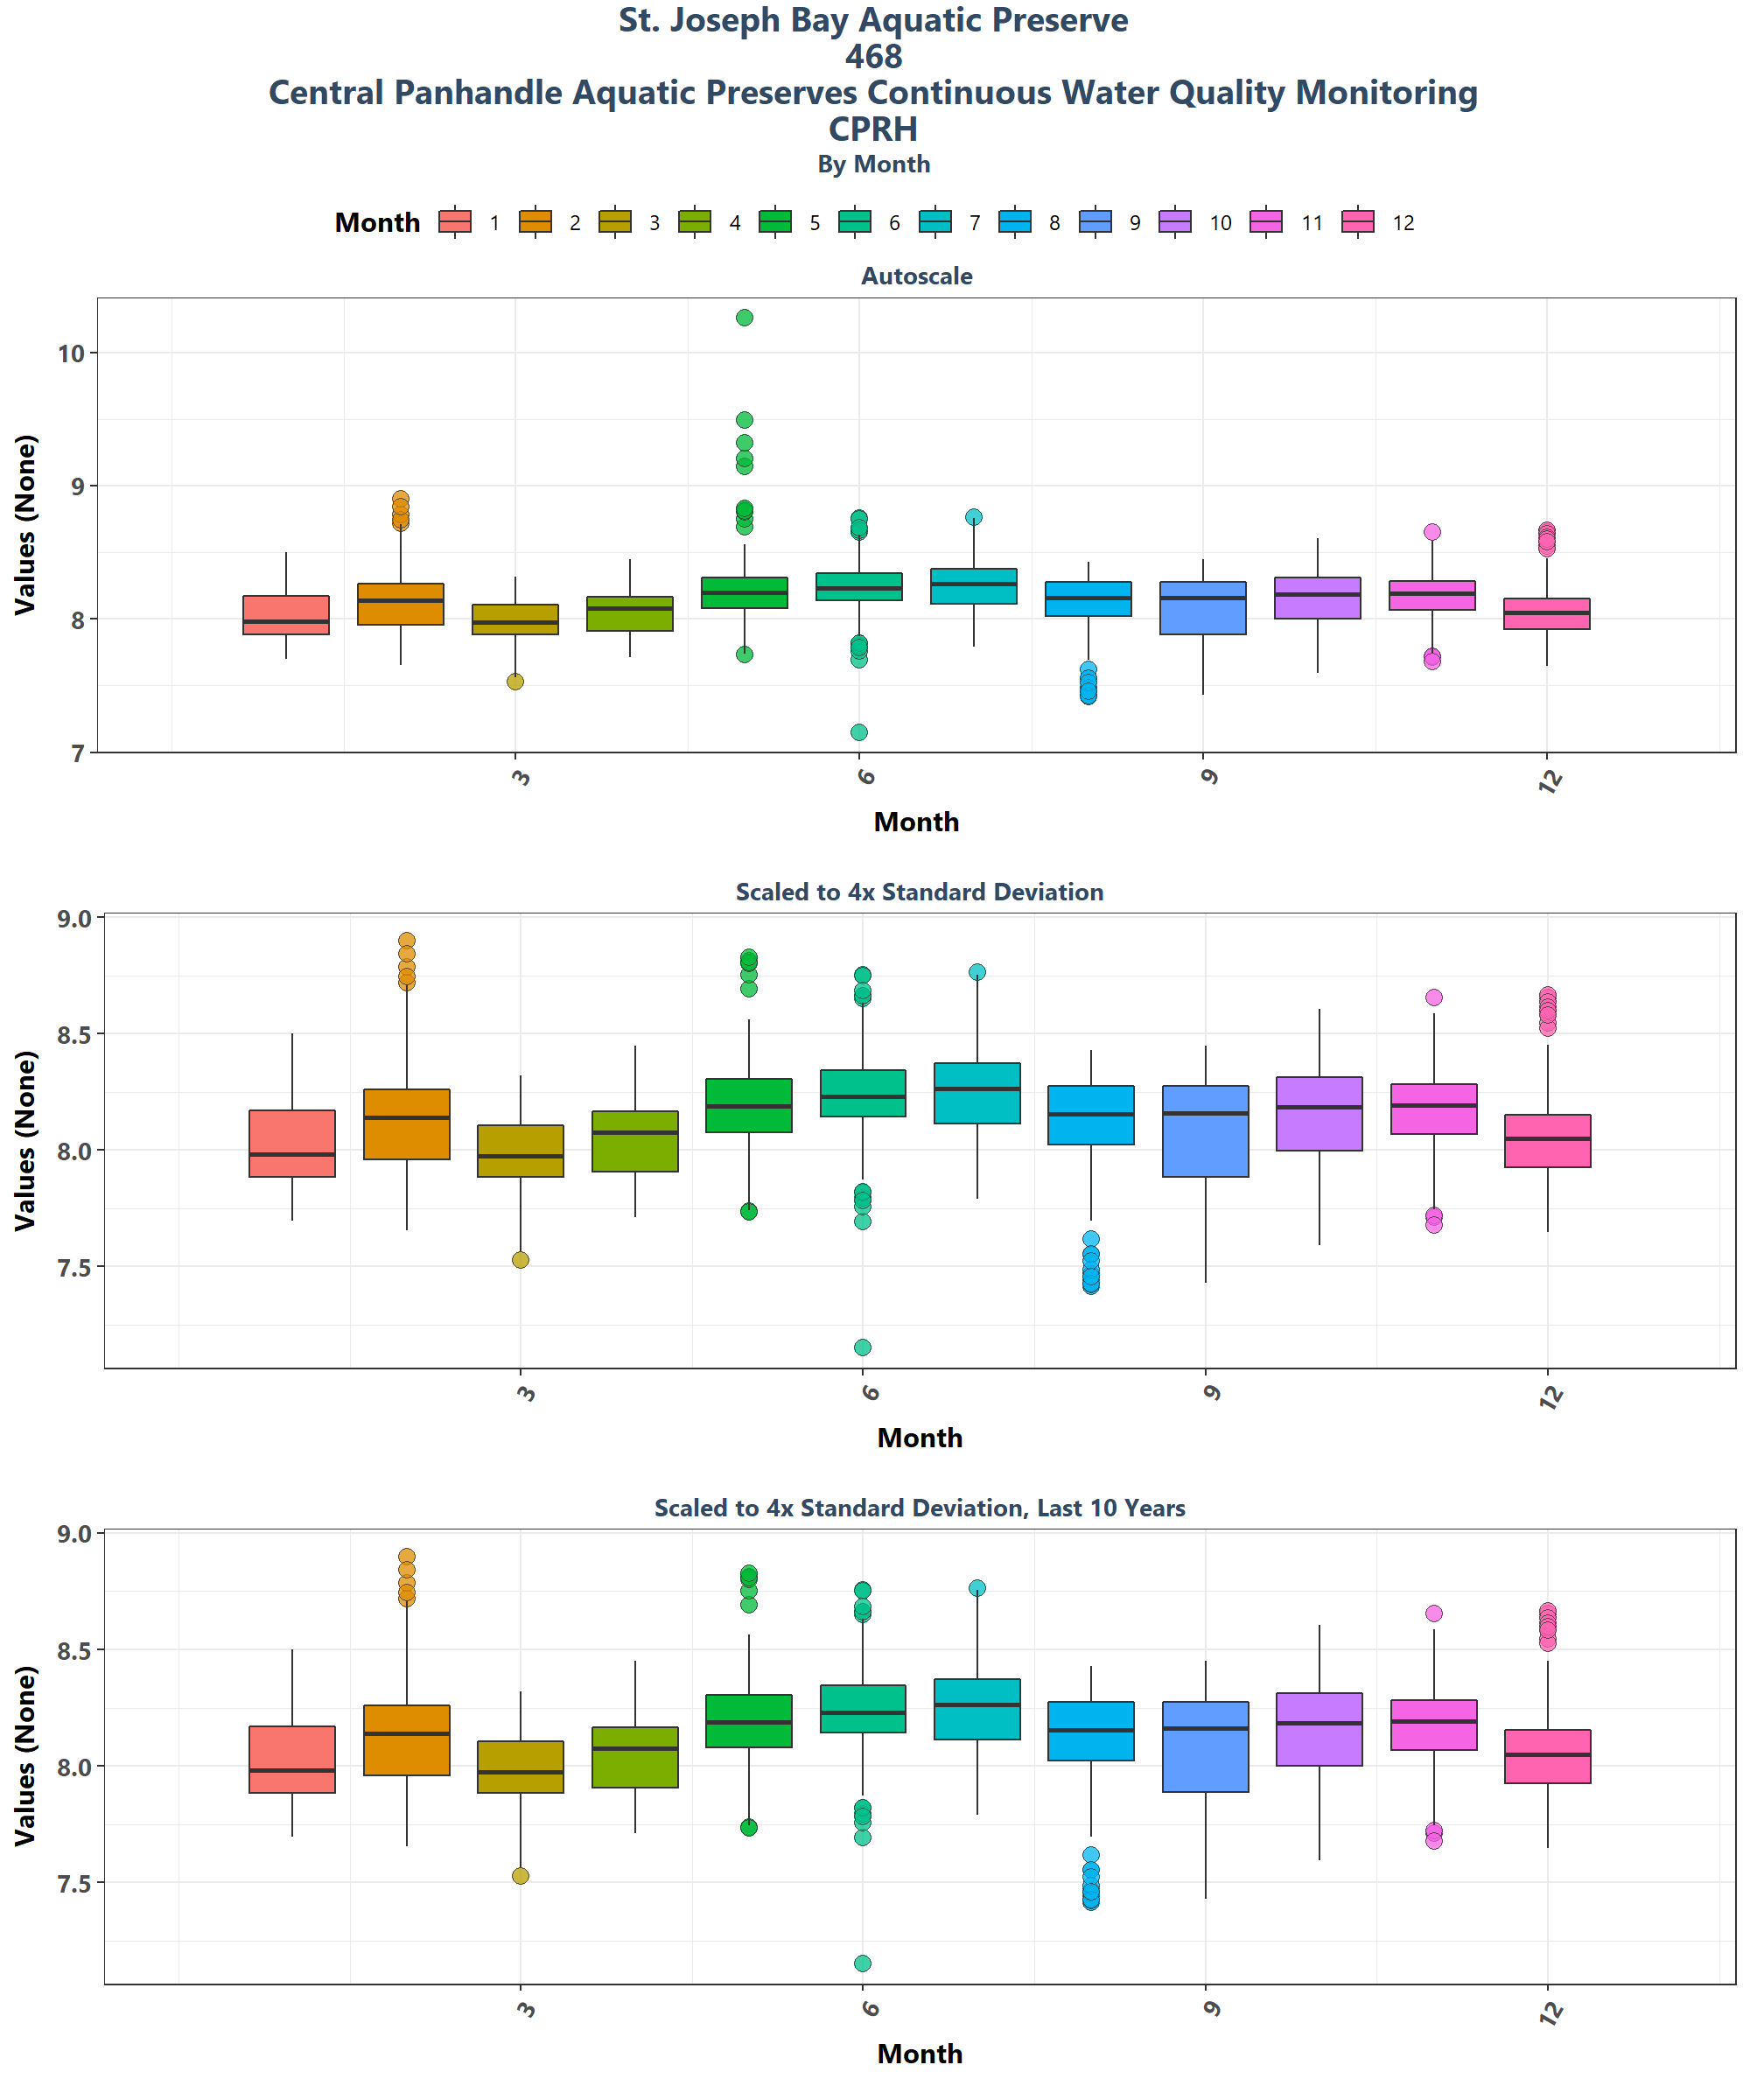 St. Joseph Bay Aquatic Preserve
468
Central Panhandle Aquatic Preserves Continuous Water Quality Monitoring
CPRH
By Month
Month 1 2 3 4 5 6 7 8 9 10 11 12
Autoscale
Values (None)
10
9
8
7
3 6 9 12
Month
Scaled to 4x Standard Deviation
Values (None)
9.0
8.5
8.0
7.5
3 6 9 12
Month
Scaled to 4x Standard Deviation, Last 10 Years
Values (None)
9.0
8.5
8.0
7.5
3 6 9 12
Month